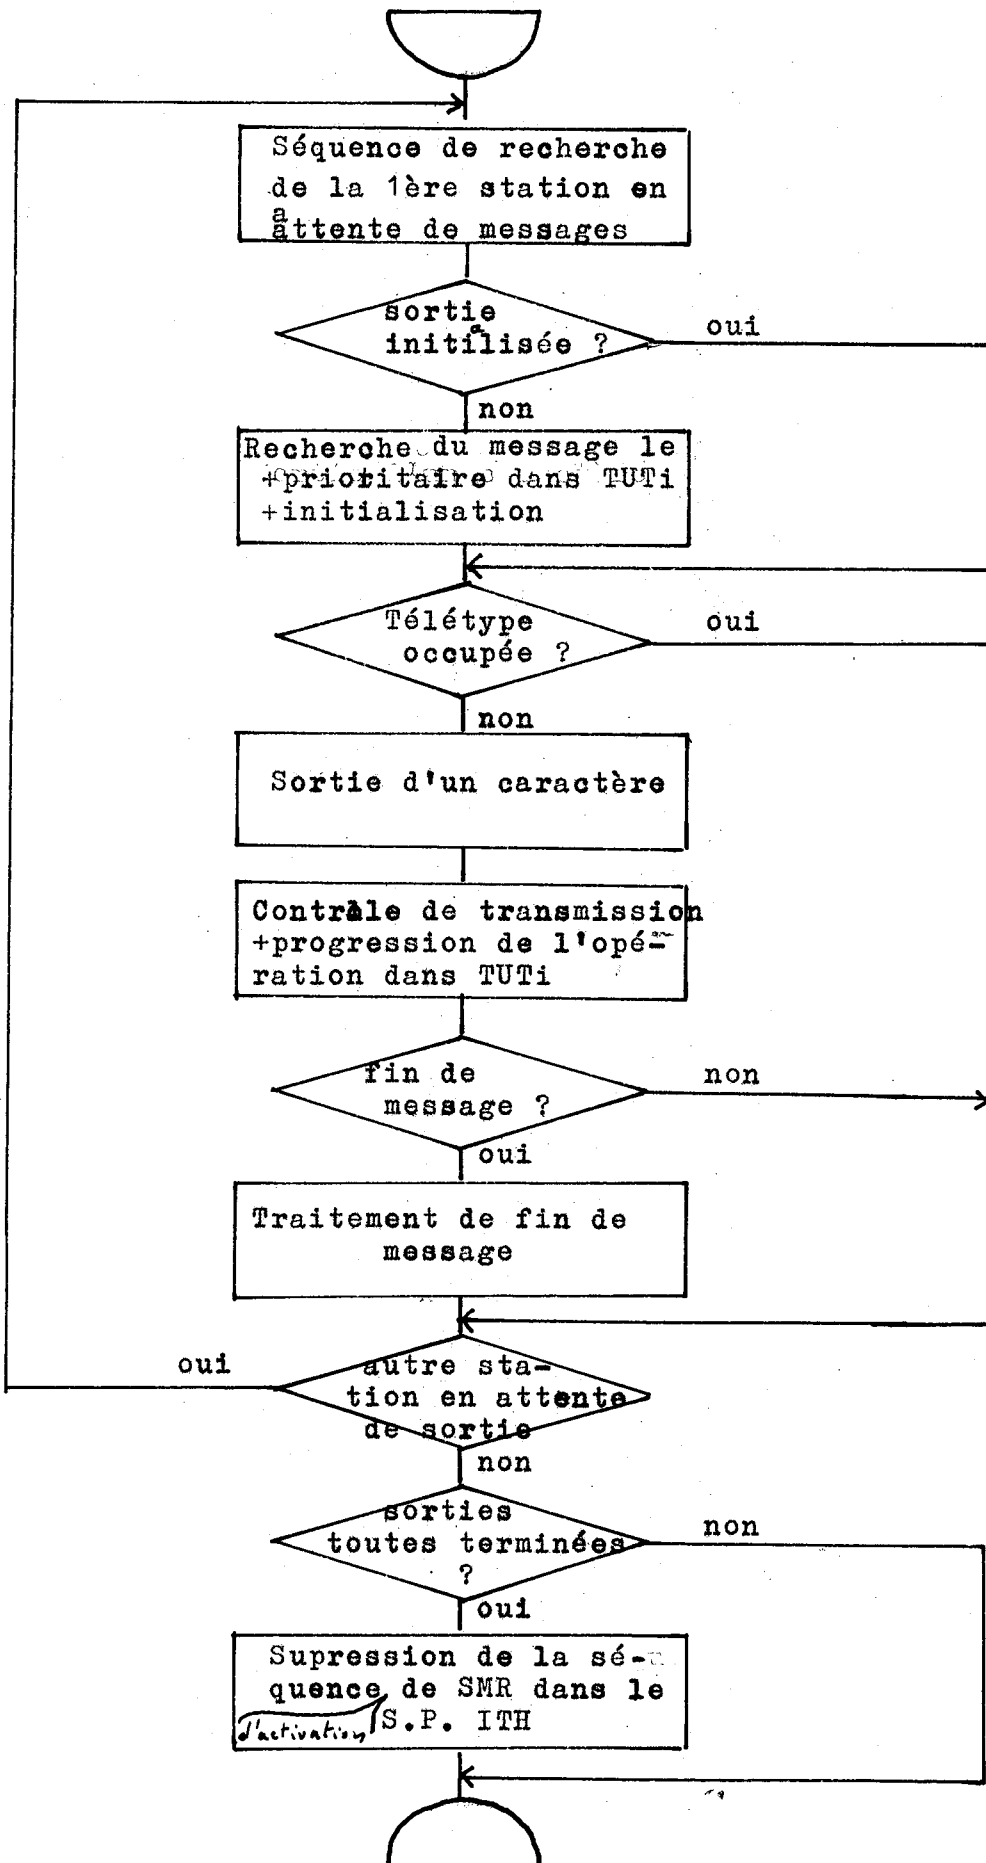 Séquence de recherche
de la 1ère station en
attente de messages
sortie
initialisée ?
oui
non
Recherche du message le
+prioritaire dans TUTi
+initialisation
Télétype
occupée ?
oui
non
Sortie d'un caractère
Contrôle de transmission
+progression de l'opé-
ration dans TUTi
fin de
message ?
non
oui
Traitement de fin de
message
oui
autre sta-
tion en attente
de sortie
non
sorties
toutes terminées
?
non
oui
Supression de la sé-
quence de SMR dans le
d'activation S.P. ITH